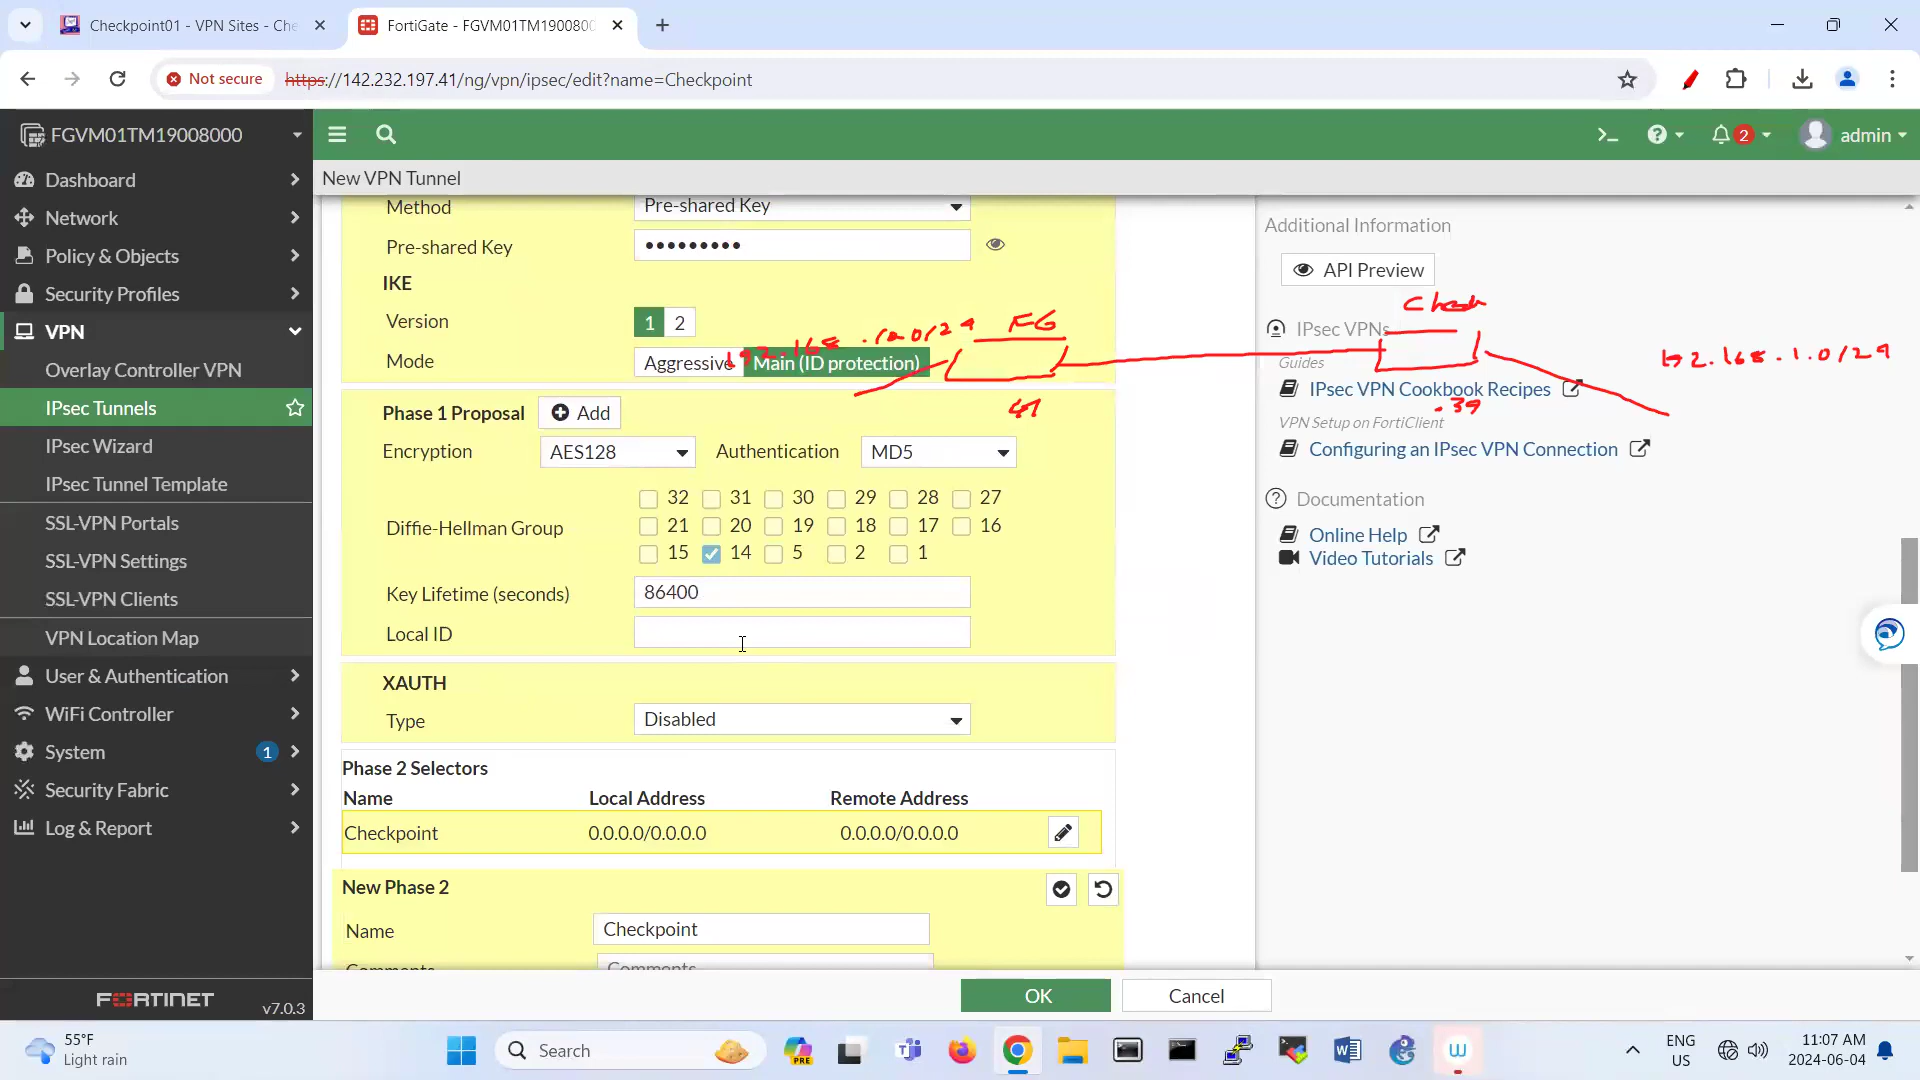 Checkpoint01 - VPN Sites - Che
FortiGate - FGVM01TM1900800
Not secure
https://142.232.197.41/ng/vpn/ipsec/edit?name=Checkpoint
FGVM01TM19008000
2
admin
Dashboard
Network
Policy & Objects
Security Profiles
VPN
Overlay Controller VPN
IPsec Tunnels
IPsec Wizard
IPsec Tunnel Template
SSL-VPN Portals
SSL-VPN Settings
SSL-VPN Clients
VPN Location Map
User & Authentication
WiFi Controller
System 1
Security Fabric
Log & Report
FORTINET v7.0.3
New VPN Tunnel
Method Pre-shared Key
Pre-shared Key •••••••••
IKE
Version 1 2
Mode Aggressive Main (ID protection)
FG
Phase 1 Proposal Add
Encryption AES128 Authentication MD5
Diffie-Hellman Group
32 31 30 29 28 27
21 20 19 18 17 16
15 14 5 2 1
Key Lifetime (seconds) 86400
Local ID
XAUTH
Type Disabled
Phase 2 Selectors
Name Local Address Remote Address
Checkpoint 0.0.0.0/0.0.0.0 0.0.0.0/0.0.0.0
New Phase 2
Name Checkpoint
Comments Comments
OK Cancel
Additional Information
API Preview
Check
IPsec VPNs
Guides
IPsec VPN Cookbook Recipes
.39
VPN Setup on FortiClient
Configuring an IPsec VPN Connection
Documentation
Online Help
Video Tutorials
55°F
Light rain
Search
PRE
ENG
US
11:07 AM
2024-06-04